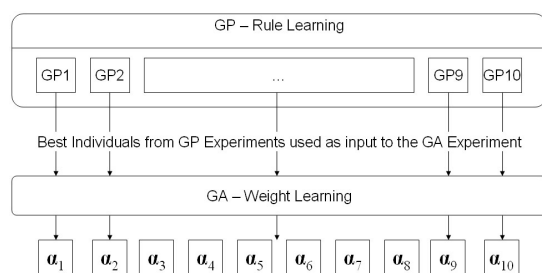 GP – Rule Learning
GP1 GP2 ... GP9 GP10
Best Individuals from GP Experiments used as input to the GA Experiment
GA – Weight Learning
α1 α2 α3 α4 α5 α6 α7 α8 α9 α10